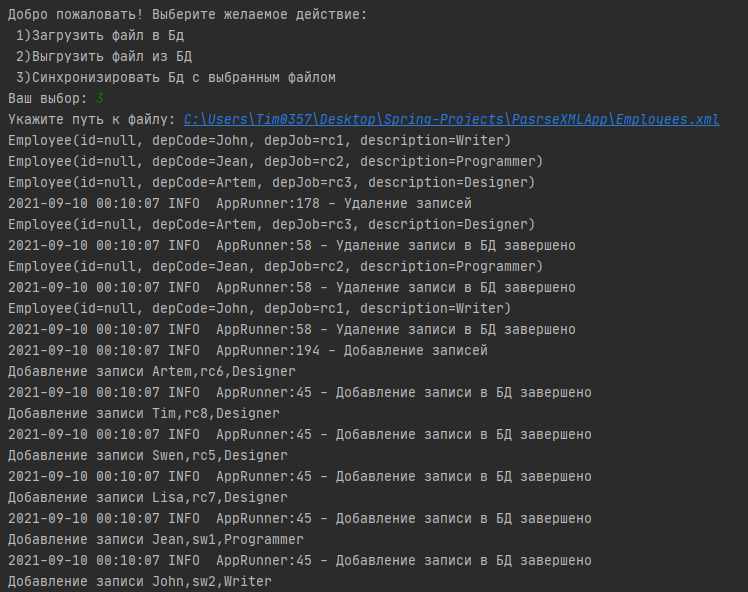 Добро пожаловать! Выберите желаемое действие:
1)Загрузить файл в Бд
2)Выгрузить файл из БД
3)Синхронизировать Бд с выбранным файлом
Ваш выбор: 3
Укажите путь к файлу: C:\Users\Tim0357\Desktop\Spring-Projects\PasrseXMLApp\Employees.xml
Employee(id=null, depCode=John, depJob=rc1, description=Writer)
Employee(id=null, depCode=Jean, depJob=rc2, description=Programmer)
Employee(id=null, depCode=Artem, depJob=rc3, description=Designer)
2021-09-10 00:10:07 INFO  AppRunner:178 - Удаление записей
Employee(id=null, depCode=Artem, depJob=rc3, description=Designer)
2021-09-10 00:10:07 INFO  AppRunner:58 - Удаление записи в БД завершено
Employee(id=null, depCode=Jean, depJob=rc2, description=Programmer)
2021-09-10 00:10:07 INFO  AppRunner:58 - Удаление записи в БД завершено
Employee(id=null, depCode=John, depJob=rc1, description=Writer)
2021-09-10 00:10:07 INFO  AppRunner:58 - Удаление записи в БД завершено
2021-09-10 00:10:07 INFO  AppRunner:194 - Добавление записей
Добавление записи Artem,rc6,Designer
2021-09-10 00:10:07 INFO  AppRunner:45 - Добавление записи в БД завершено
Добавление записи Tim,rc8,Designer
2021-09-10 00:10:07 INFO  AppRunner:45 - Добавление записи в БД завершено
Добавление записи Swen,rc5,Designer
2021-09-10 00:10:07 INFO  AppRunner:45 - Добавление записи в БД завершено
Добавление записи Lisa,rc7,Designer
2021-09-10 00:10:07 INFO  AppRunner:45 - Добавление записи в БД завершено
Добавление записи Jean,sw1,Programmer
2021-09-10 00:10:07 INFO  AppRunner:45 - Добавление записи в БД завершено
Добавление записи John,sw2,Writer